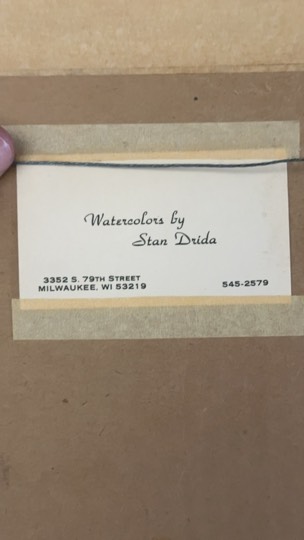 Watercolors by
Stan Drida
3352 S. 79TH STREET
MILWAUKEE, WI 53219
545-2579